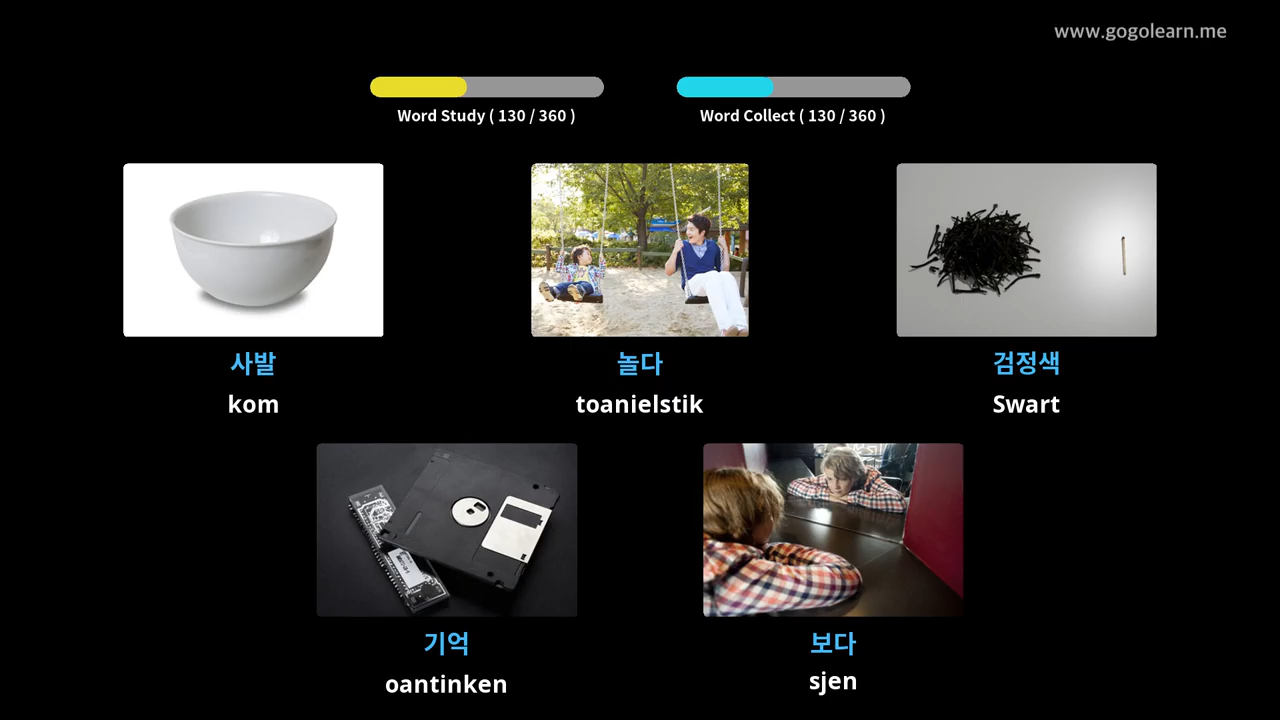 www.gogolearn.me
Word Study ( 130 / 360 )
Word Collect ( 130 / 360 )
사발
kom
놀다
toanielstik
검정색
Swart
기억
oantinken
보다
sjen